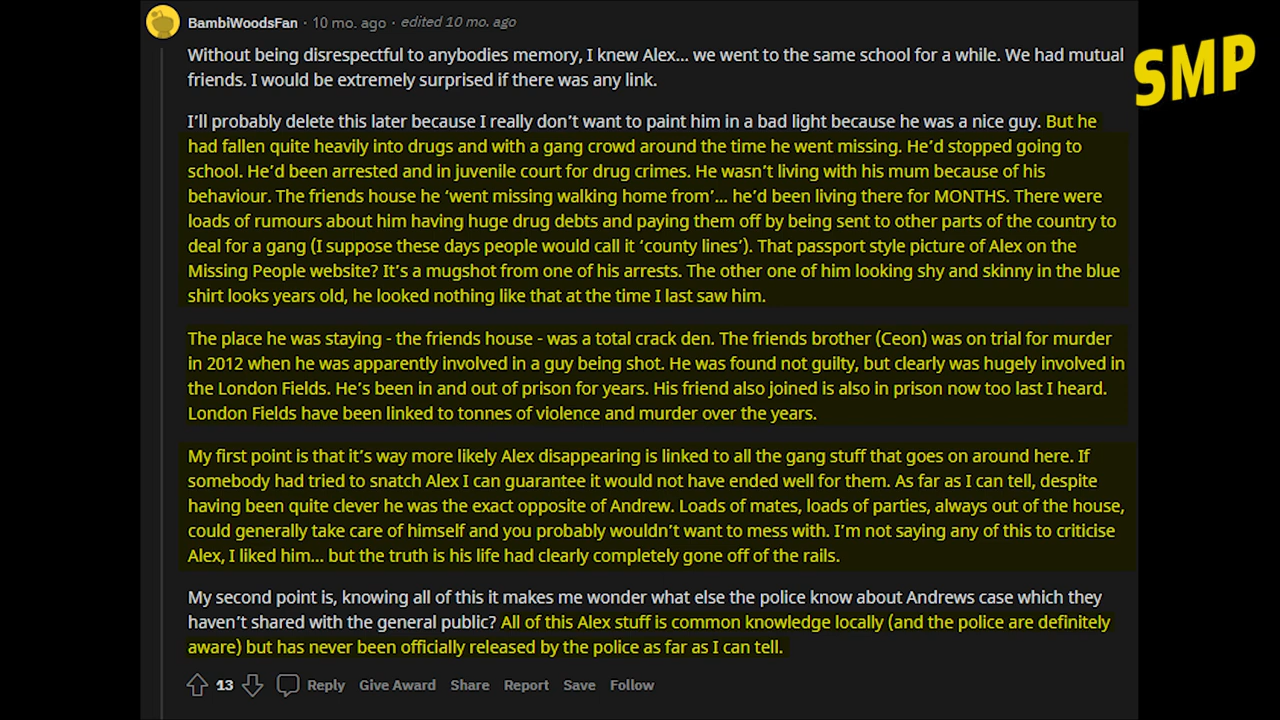 BambiWoodsFan · 10 mo. ago · edited 10 mo. ago
SMP
Without being disrespectful to anybodies memory, I knew Alex... we went to the same school for a while. We had mutual
friends. I would be extremely surprised if there was any link.
I'll probably delete this later because I really don't want to paint him in a bad light because he was a nice guy. But he
had fallen quite heavily into drugs and with a gang crowd around the time he went missing. He'd stopped going to
school. He'd been arrested and in juvenile court for drug crimes. He wasn't living with his mum because of his
behaviour. The friends house he 'went missing walking home from'... he'd been living there for MONTHS. There were
loads of rumours about him having huge drug debts and paying them off by being sent to other parts of the country to
deal for a gang (I suppose these days people would call it 'county lines'). That passport style picture of Alex on the
Missing People website? It's a mugshot from one of his arrests. The other one of him looking shy and skinny in the blue
shirt looks years old, he looked nothing like that at the time I last saw him.
The place he was staying - the friends house - was a total crack den. The friends brother (Ceon) was on trial for murder
in 2012 when he was apparently involved in a guy being shot. He was found not guilty, but clearly was hugely involved in
the London Fields. He's been in and out of prison for years. His friend also joined is also in prison now too last I heard.
London Fields have been linked to tonnes of violence and murder over the years.
My first point is that it's way more likely Alex disappearing is linked to all the gang stuff that goes on around here. If
somebody had tried to snatch Alex I can guarantee it would not have ended well for them. As far as I can tell, despite
having been quite clever he was the exact opposite of Andrew. Loads of mates, loads of parties, always out of the house,
could generally take care of himself and you probably wouldn't want to mess with. I'm not saying any of this to criticise
Alex, I liked him... but the truth is his life had clearly completely gone off of the rails.
My second point is, knowing all of this it makes me wonder what else the police know about Andrews case which they
haven't shared with the general public? All of this Alex stuff is common knowledge locally (and the police are definitely
aware) but has never been officially released by the police as far as I can tell.
13 Reply Give Award Share Report Save Follow